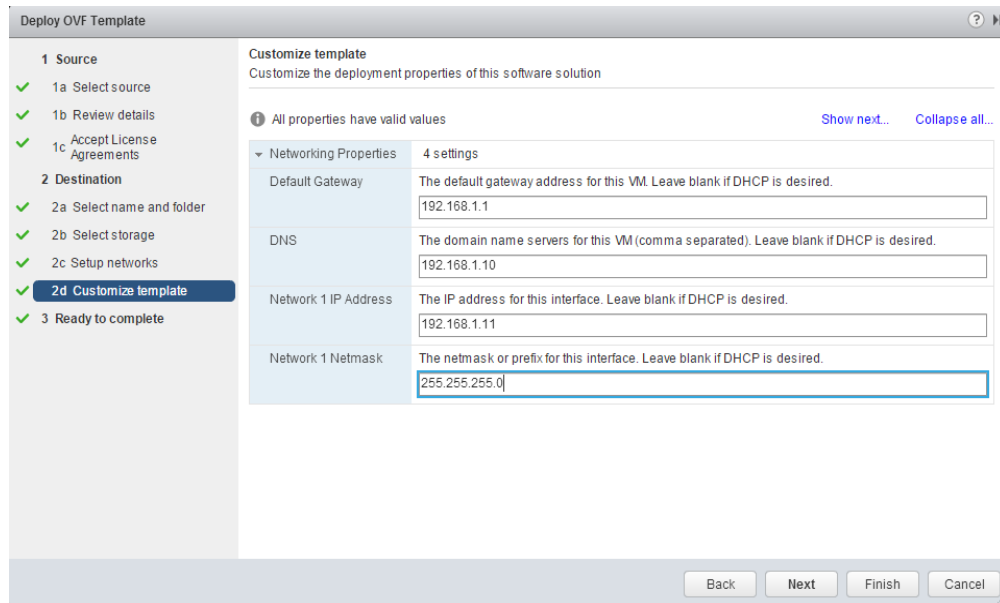 Deploy OVF Template
?
1 Source
1a Select source
1b Review details
1c Accept License
Agreements
2 Destination
2a Select name and folder
2b Select storage
2c Setup networks
2d Customize template
3 Ready to complete
Customize template
Customize the deployment properties of this software solution
All properties have valid values
Show next...
Collapse all...
Networking Properties
4 settings
Default Gateway
The default gateway address for this VM. Leave blank if DHCP is desired.
192.168.1.1
DNS
The domain name servers for this VM (comma separated). Leave blank if DHCP is desired.
192.168.1.10
Network 1 IP Address
The IP address for this interface. Leave blank if DHCP is desired.
192.168.1.11
Network 1 Netmask
The netmask or prefix for this interface. Leave blank if DHCP is desired.
255.255.255.0
Back
Next
Finish
Cancel